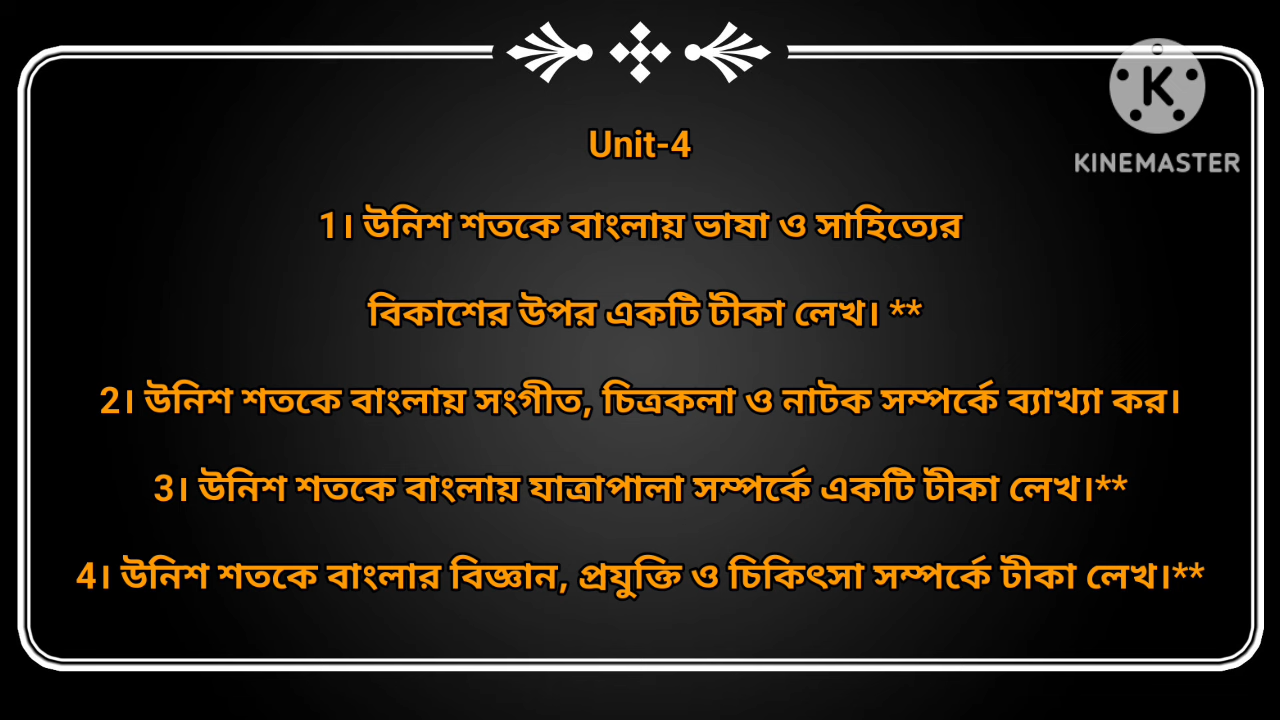 KINEMASTER
Unit-4
1। উনিশ শতকে বাংলায় ভাষা ও সাহিত্যের
বিকাশের উপর একটি টীকা লেখ। **
2। উনিশ শতকে বাংলায় সংগীত, চিত্রকলা ও নাটক সম্পর্কে ব্যাখ্যা কর।
3। উনিশ শতকে বাংলায় যাত্রাপালা সম্পর্কে একটি টীকা লেখ।**
4। উনিশ শতকে বাংলার বিজ্ঞান, প্রযুক্তি ও চিকিৎসা সম্পর্কে টীকা লেখ।**